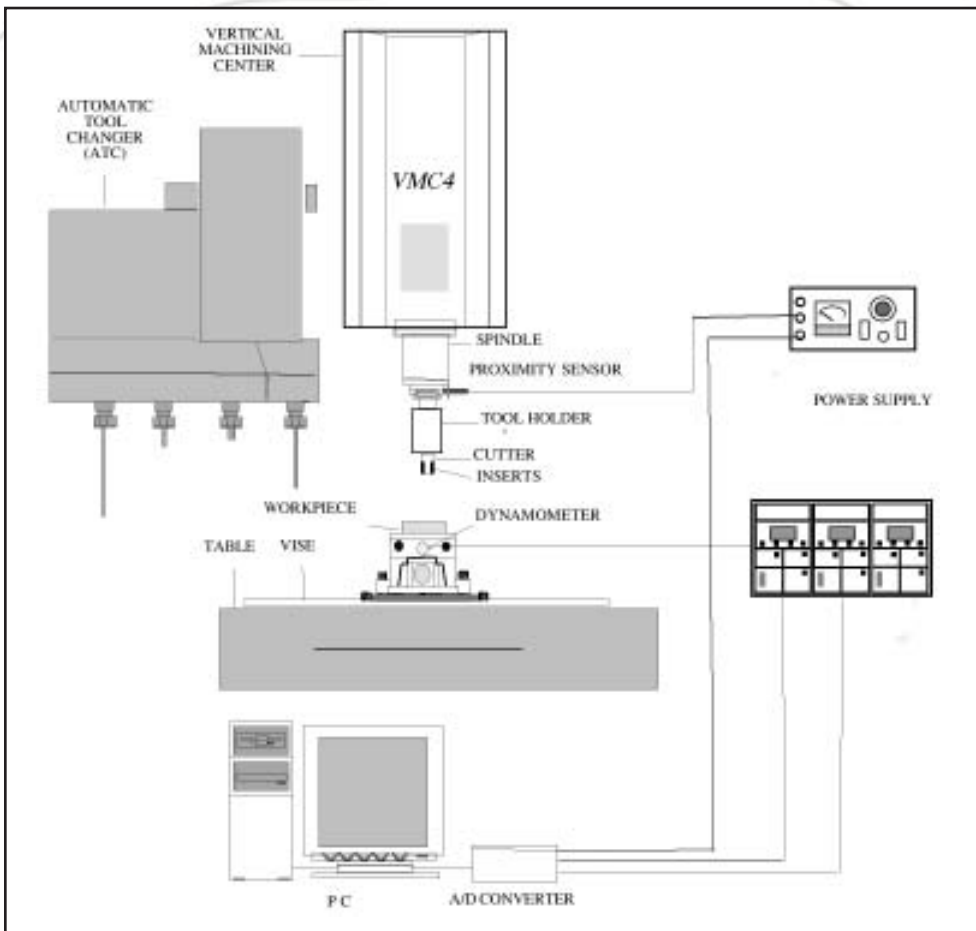 VERTICAL
MACHINING
CENTER
AUTOMATIC
TOOL
CHANGER
(ATC)
VMC4
SPINDLE
PROXIMITY SENSOR
POWER SUPPLY
TOOL HOLDER
CUTTER
INSERTS
WORKPIECE
DYNAMOMETER
TABLE
VISE
P C
A/D CONVERTER